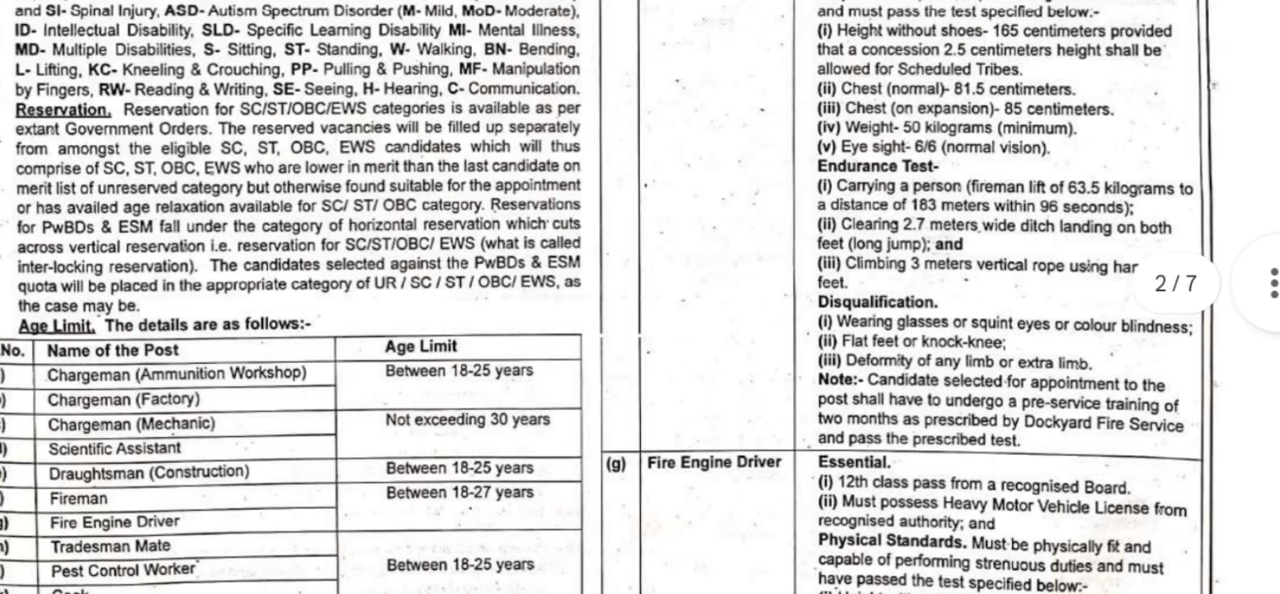 and SI- Spinal Injury, ASD- Autism Spectrum Disorder (M- Mild, MoD- Moderate),
ID- Intellectual Disability, SLD- Specific Learning Disability MI- Mental Illness,
MD- Multiple Disabilities, S- Sitting, ST- Standing, W- Walking, BN- Bending,
L- Lifting, KC- Kneeling & Crouching, PP- Pulling & Pushing, MF- Manipulation
by Fingers, RW- Reading & Writing, SE- Seeing, H- Hearing, C- Communication.
Reservation. Reservation for SC/ST/OBC/EWS categories is available as per
extant Government Orders. The reserved vacancies will be filled up separately
from amongst the eligible SC, ST, OBC, EWS candidates which will thus
comprise of SC, ST, OBC, EWS who are lower in merit than the last candidate on
merit list of unreserved category but otherwise found suitable for the appointment
or has availed age relaxation available for SC/ ST/ OBC category. Reservations
for PwBDs & ESM fall under the category of horizontal reservation which cuts
across vertical reservation i.e. reservation for SC/ST/OBC/ EWS (what is called
inter-locking reservation). The candidates selected against the PwBDs & ESM
quota will be placed in the appropriate category of UR / SC / ST / OBC/ EWS, as
the case may be.
Age Limit. The details are as follows:-
No. Name of the Post Age Limit
) Chargeman (Ammunition Workshop) Between 18-25 years
) Chargeman (Factory)
) Chargeman (Mechanic) Not exceeding 30 years
) Scientific Assistant
) Draughtsman (Construction) Between 18-25 years
) Fireman Between 18-27 years
) Fire Engine Driver
) Tradesman Mate
) Pest Control Worker Between 18-25 years
and must pass the test specified below:-
(i) Height without shoes- 165 centimeters provided
that a concession 2.5 centimeters height shall be
allowed for Scheduled Tribes.
(ii) Chest (normal)- 81.5 centimeters.
(iii) Chest (on expansion)- 85 centimeters.
(iv) Weight- 50 kilograms (minimum).
(v) Eye sight- 6/6 (normal vision).
Endurance Test-
(i) Carrying a person (fireman lift of 63.5 kilograms to
a distance of 183 meters within 96 seconds);
(ii) Clearing 2.7 meters wide ditch landing on both
feet (long jump); and
(iii) Climbing 3 meters vertical rope using har
feet.
Disqualification.
(i) Wearing glasses or squint eyes or colour blindness;
(ii) Flat feet or knock-knee;
(iii) Deformity of any limb or extra limb.
Note:- Candidate selected for appointment to the
post shall have to undergo a pre-service training of
two months as prescribed by Dockyard Fire Service
and pass the prescribed test.
(g) Fire Engine Driver Essential.
(i) 12th class pass from a recognised Board.
(ii) Must possess Heavy Motor Vehicle License from
recognised authority; and
Physical Standards. Must be physically fit and
capable of performing strenuous duties and must
have passed the test specified below:-
2/7